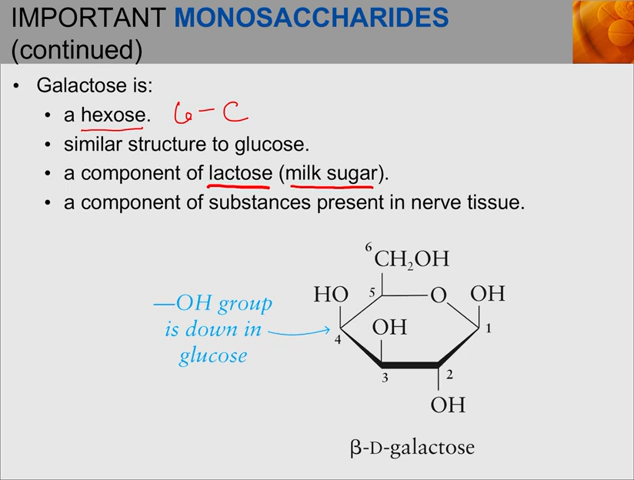 IMPORTANT MONOSACCHARIDES
(continued)
• Galactose is:
• a hexose. 6-C
• similar structure to glucose.
• a component of lactose (milk sugar).
• a component of substances present in nerve tissue.
6
CH2OH
HO 5 O OH
—OH group
is down in
glucose
OH
4
1
3
2
OH
β-D-galactose